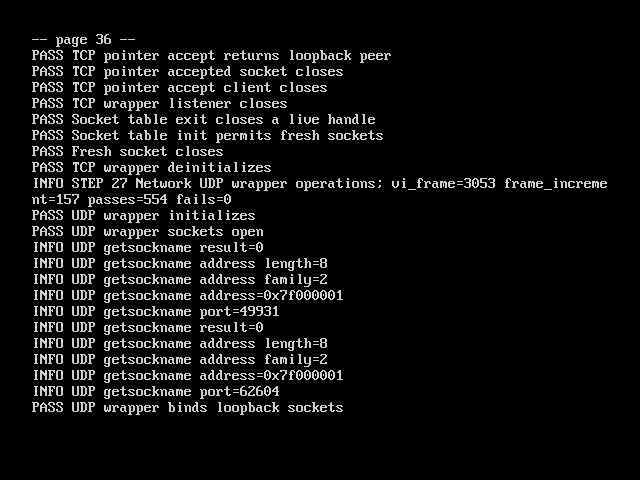 -- page 36 --
PASS TCP pointer accept returns loopback peer
PASS TCP pointer accepted socket closes
PASS TCP pointer accept client closes
PASS TCP wrapper listener closes
PASS Socket table exit closes a live handle
PASS Socket table init permits fresh sockets
PASS Fresh socket closes
PASS TCP wrapper deinitializes
INFO STEP 27 Network UDP wrapper operations; vi_frame=3053 frame_increme
nt=157 passes=554 fails=0
PASS UDP wrapper initializes
PASS UDP wrapper sockets open
INFO UDP getsockname result=0
INFO UDP getsockname address length=8
INFO UDP getsockname address family=2
INFO UDP getsockname address=0x7f000001
INFO UDP getsockname port=49931
INFO UDP getsockname result=0
INFO UDP getsockname address length=8
INFO UDP getsockname address family=2
INFO UDP getsockname address=0x7f000001
INFO UDP getsockname port=62604
PASS UDP wrapper binds loopback sockets